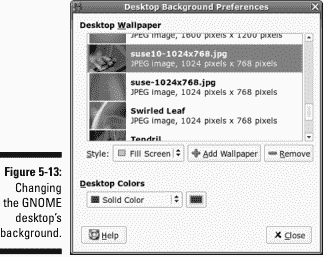 Desktop Background Preferences
Desktop Wallpaper
JPEG image, 1600 pixels x 1200 pixels
suse10-1024x768.jpg
JPEG image, 1024 pixels x 768 pixels
suse-1024x768.jpg
JPEG image, 1024 pixels x 768 pixels
Swirled Leaf
JPEG image, 1024 pixels x 768 pixels
Tendril
Style: Fill Screen Add Wallpaper Remove
Desktop Colors
Solid Color
Help Close
Figure 5-13:
Changing
the GNOME
desktop's
background.